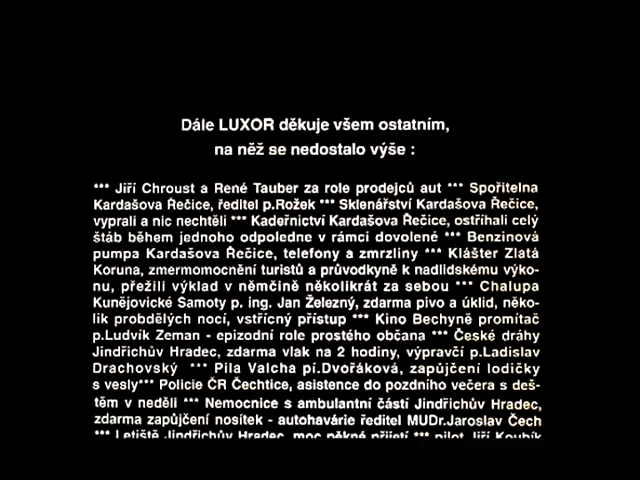 Dále LUXOR děkuje všem ostatním,
na něž se nedostalo výše :
*** Jiří Chroust a René Tauber za role prodejců aut *** Spořitelna
Kardašova Řečice, ředitel p.Rožek *** Sklenářství Kardašova Řečice,
vyprali a nic nechtěli *** Kadeřnictví Kardašova Řečice, ostříhali celý
štáb během jednoho odpoledne v rámci dovolené *** Benzinová
pumpa Kardašova Řečice, telefony a zmrzliny *** Klášter Zlatá
Koruna, zmermomocnění turistů a průvodkyně k nadlidskému výko-
nu, přežili výklad v němčině několikrát za sebou *** Chalupa
Kunějovické Samoty p. ing. Jan Železný, zdarma pivo a úklid, něko-
lik probdělých nocí, vstřícný přístup *** Kino Bechyně promítač
p.Ludvík Zeman - epizodní role prostého občana *** České dráhy
Jindřichův Hradec, zdarma vlak na 2 hodiny, výpravčí p.Ladislav
Drachovský *** Pila Valcha pí.Dvořáková, zapůjčení lodičky
s vesly*** Policie ČR Čechtice, asistence do pozdního večera s deš-
těm v neděli *** Nemocnice s ambulantní částí Jindřichův Hradec,
zdarma zapůjčení nosítek - autohavárie ředitel MUDr.Jaroslav Čech
*** Letiště Jindřichův Hradec, moc pěkné přijetí *** pilot Jiří Koubík